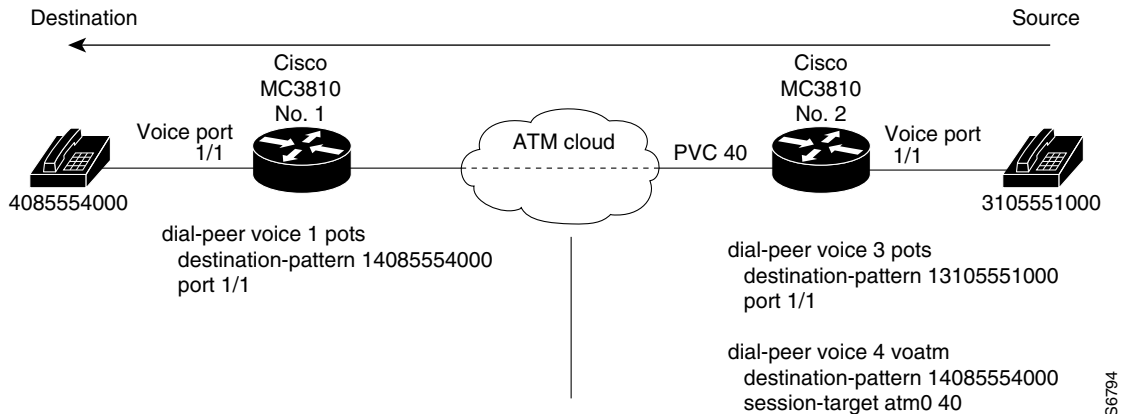 Destination
Source
Cisco
MC3810
No. 1
Cisco
MC3810
No. 2
Voice port
1/1
ATM cloud
PVC 40
Voice port
1/1
4085554000
3105551000
dial-peer voice 1 pots
destination-pattern 14085554000
port 1/1
dial-peer voice 3 pots
destination-pattern 13105551000
port 1/1
dial-peer voice 4 voatm
destination-pattern 14085554000
session-target atm0 40
S6794